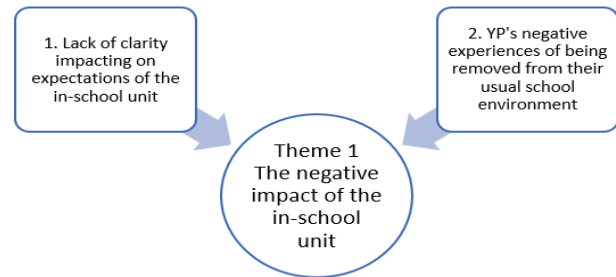 1. Lack of clarity
impacting on
expectations of the
in-school unit
2. YP's negative
experiences of being
removed from their
usual school
environment
Theme 1
The negative
impact of the
in-school
unit